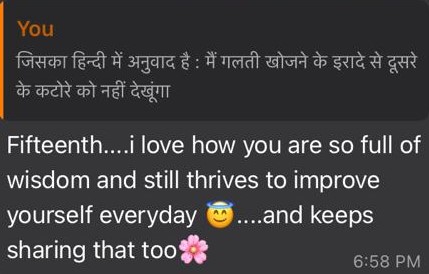 You
जिसका हिन्दी में अनुवाद है : मैं गलती खोजने के इरादे से दूसरे
के कटोरे को नहीं देखूंगा
Fifteenth....i love how you are so full of
wisdom and still thrives to improve
yourself everyday 😇....and keeps
sharing that too🌸
6:58 PM